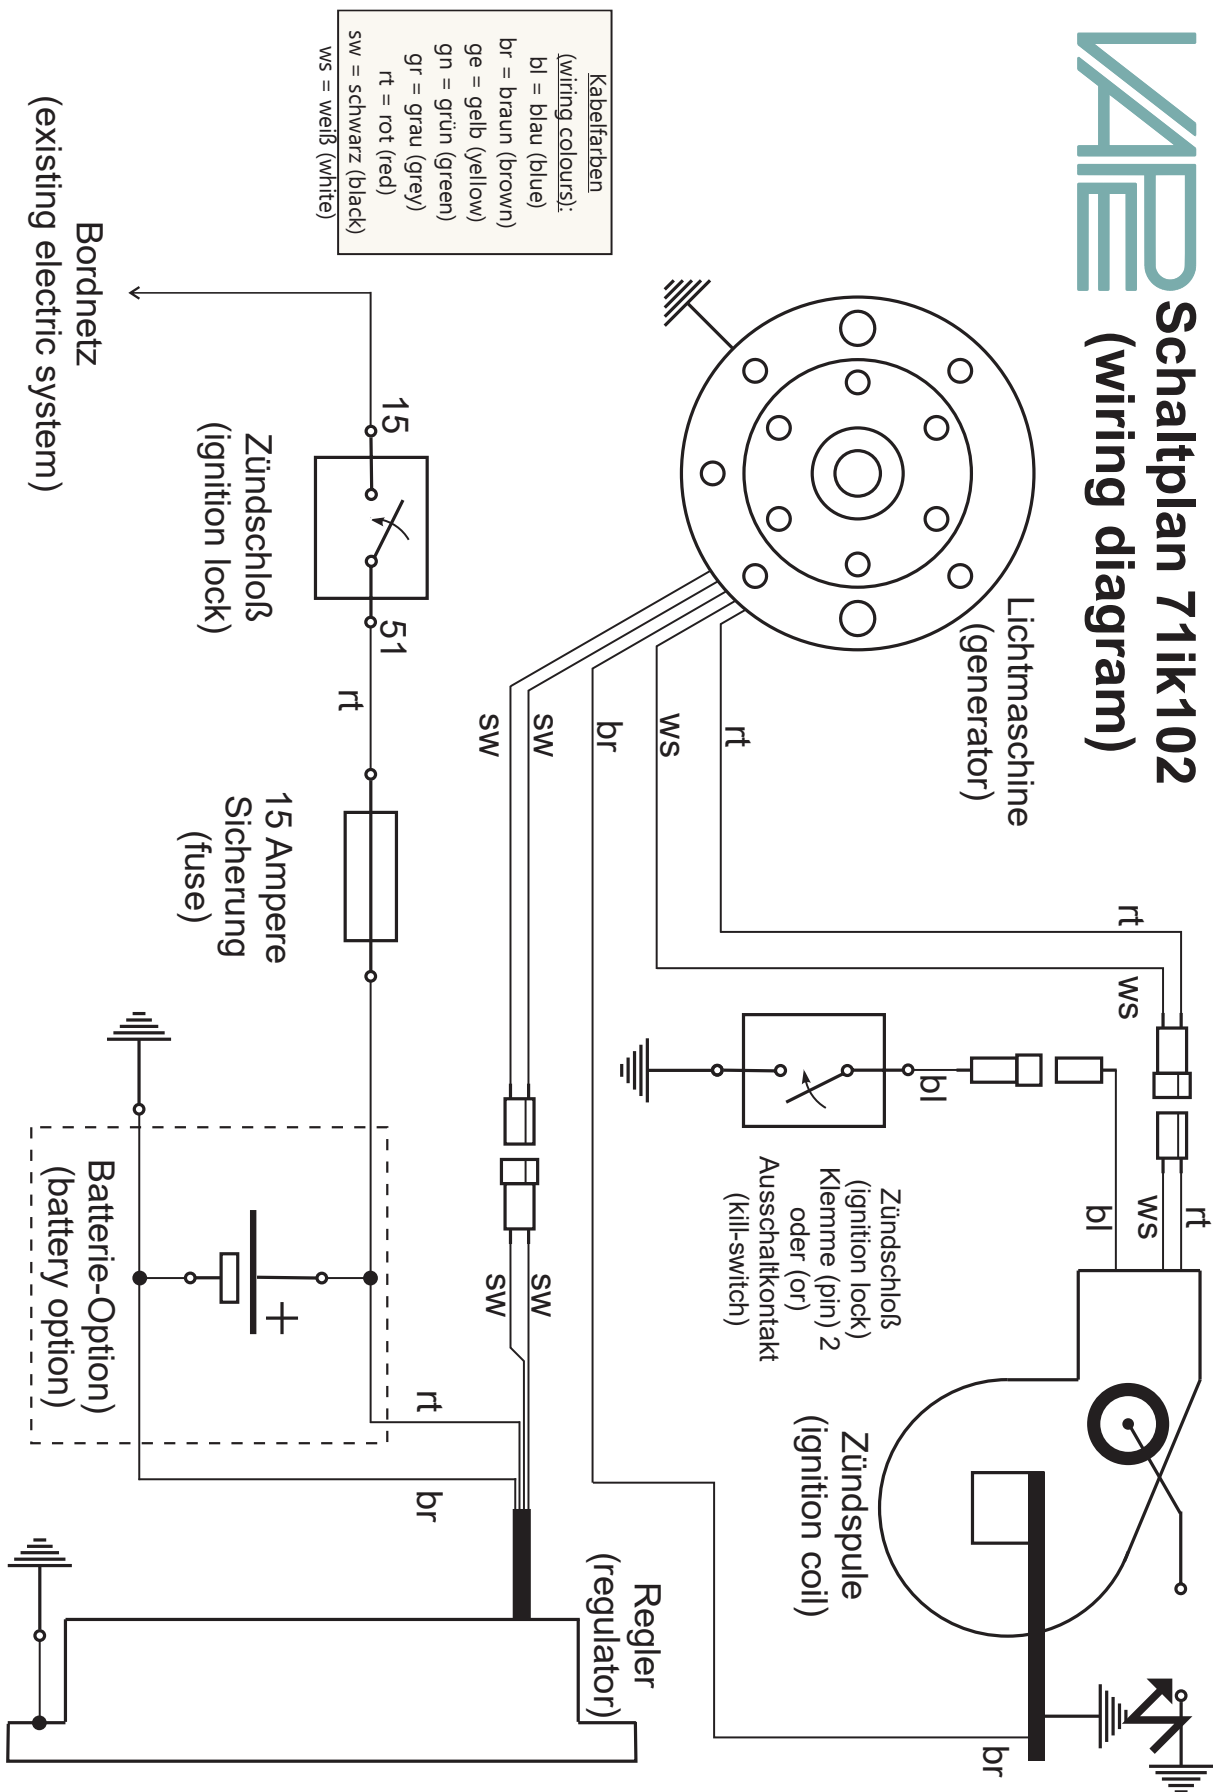 VAPE
Schaltplan 71ik102
(wiring diagram)
Lichtmaschine
(generator)
rt
ws
br
sw
sw
rt
ws
bl
rt
ws
bl
Zündschloß
(ignition lock)
Klemme (pin) 2
oder (or)
Ausschaltkontakt
(kill-switch)
Zündspule
(ignition coil)
br
sw
sw
Regler
(regulator)
rt
br
Kabelfarben
(wiring colours):
bl = blau (blue)
br = braun (brown)
ge = gelb (yellow)
gn = grün (green)
gr = grau (grey)
rt = rot (red)
sw = schwarz (black)
ws = weiß (white)
15
51
Zündschloß
(ignition lock)
rt
15 Ampere
Sicherung
(fuse)
+
Batterie-Option)
(battery option)
Bordnetz
(existing electric system)